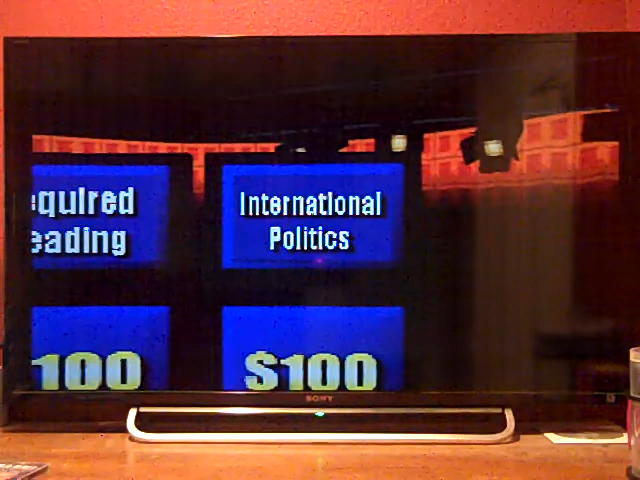 equired
eading
International
Politics
100
$100
SONY